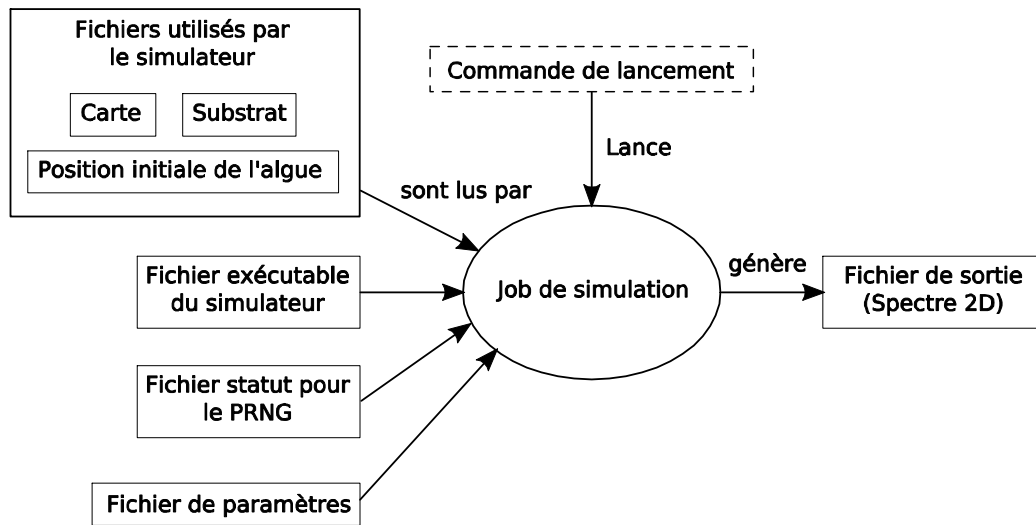 Fichiers utilisés par
le simulateur
Carte
Substrat
Position initiale de l'algue
Commande de lancement
Lance
sont lus par
Fichier exécutable
du simulateur
Job de simulation
génère
Fichier de sortie
(Spectre 2D)
Fichier statut pour
le PRNG
Fichier de paramètres